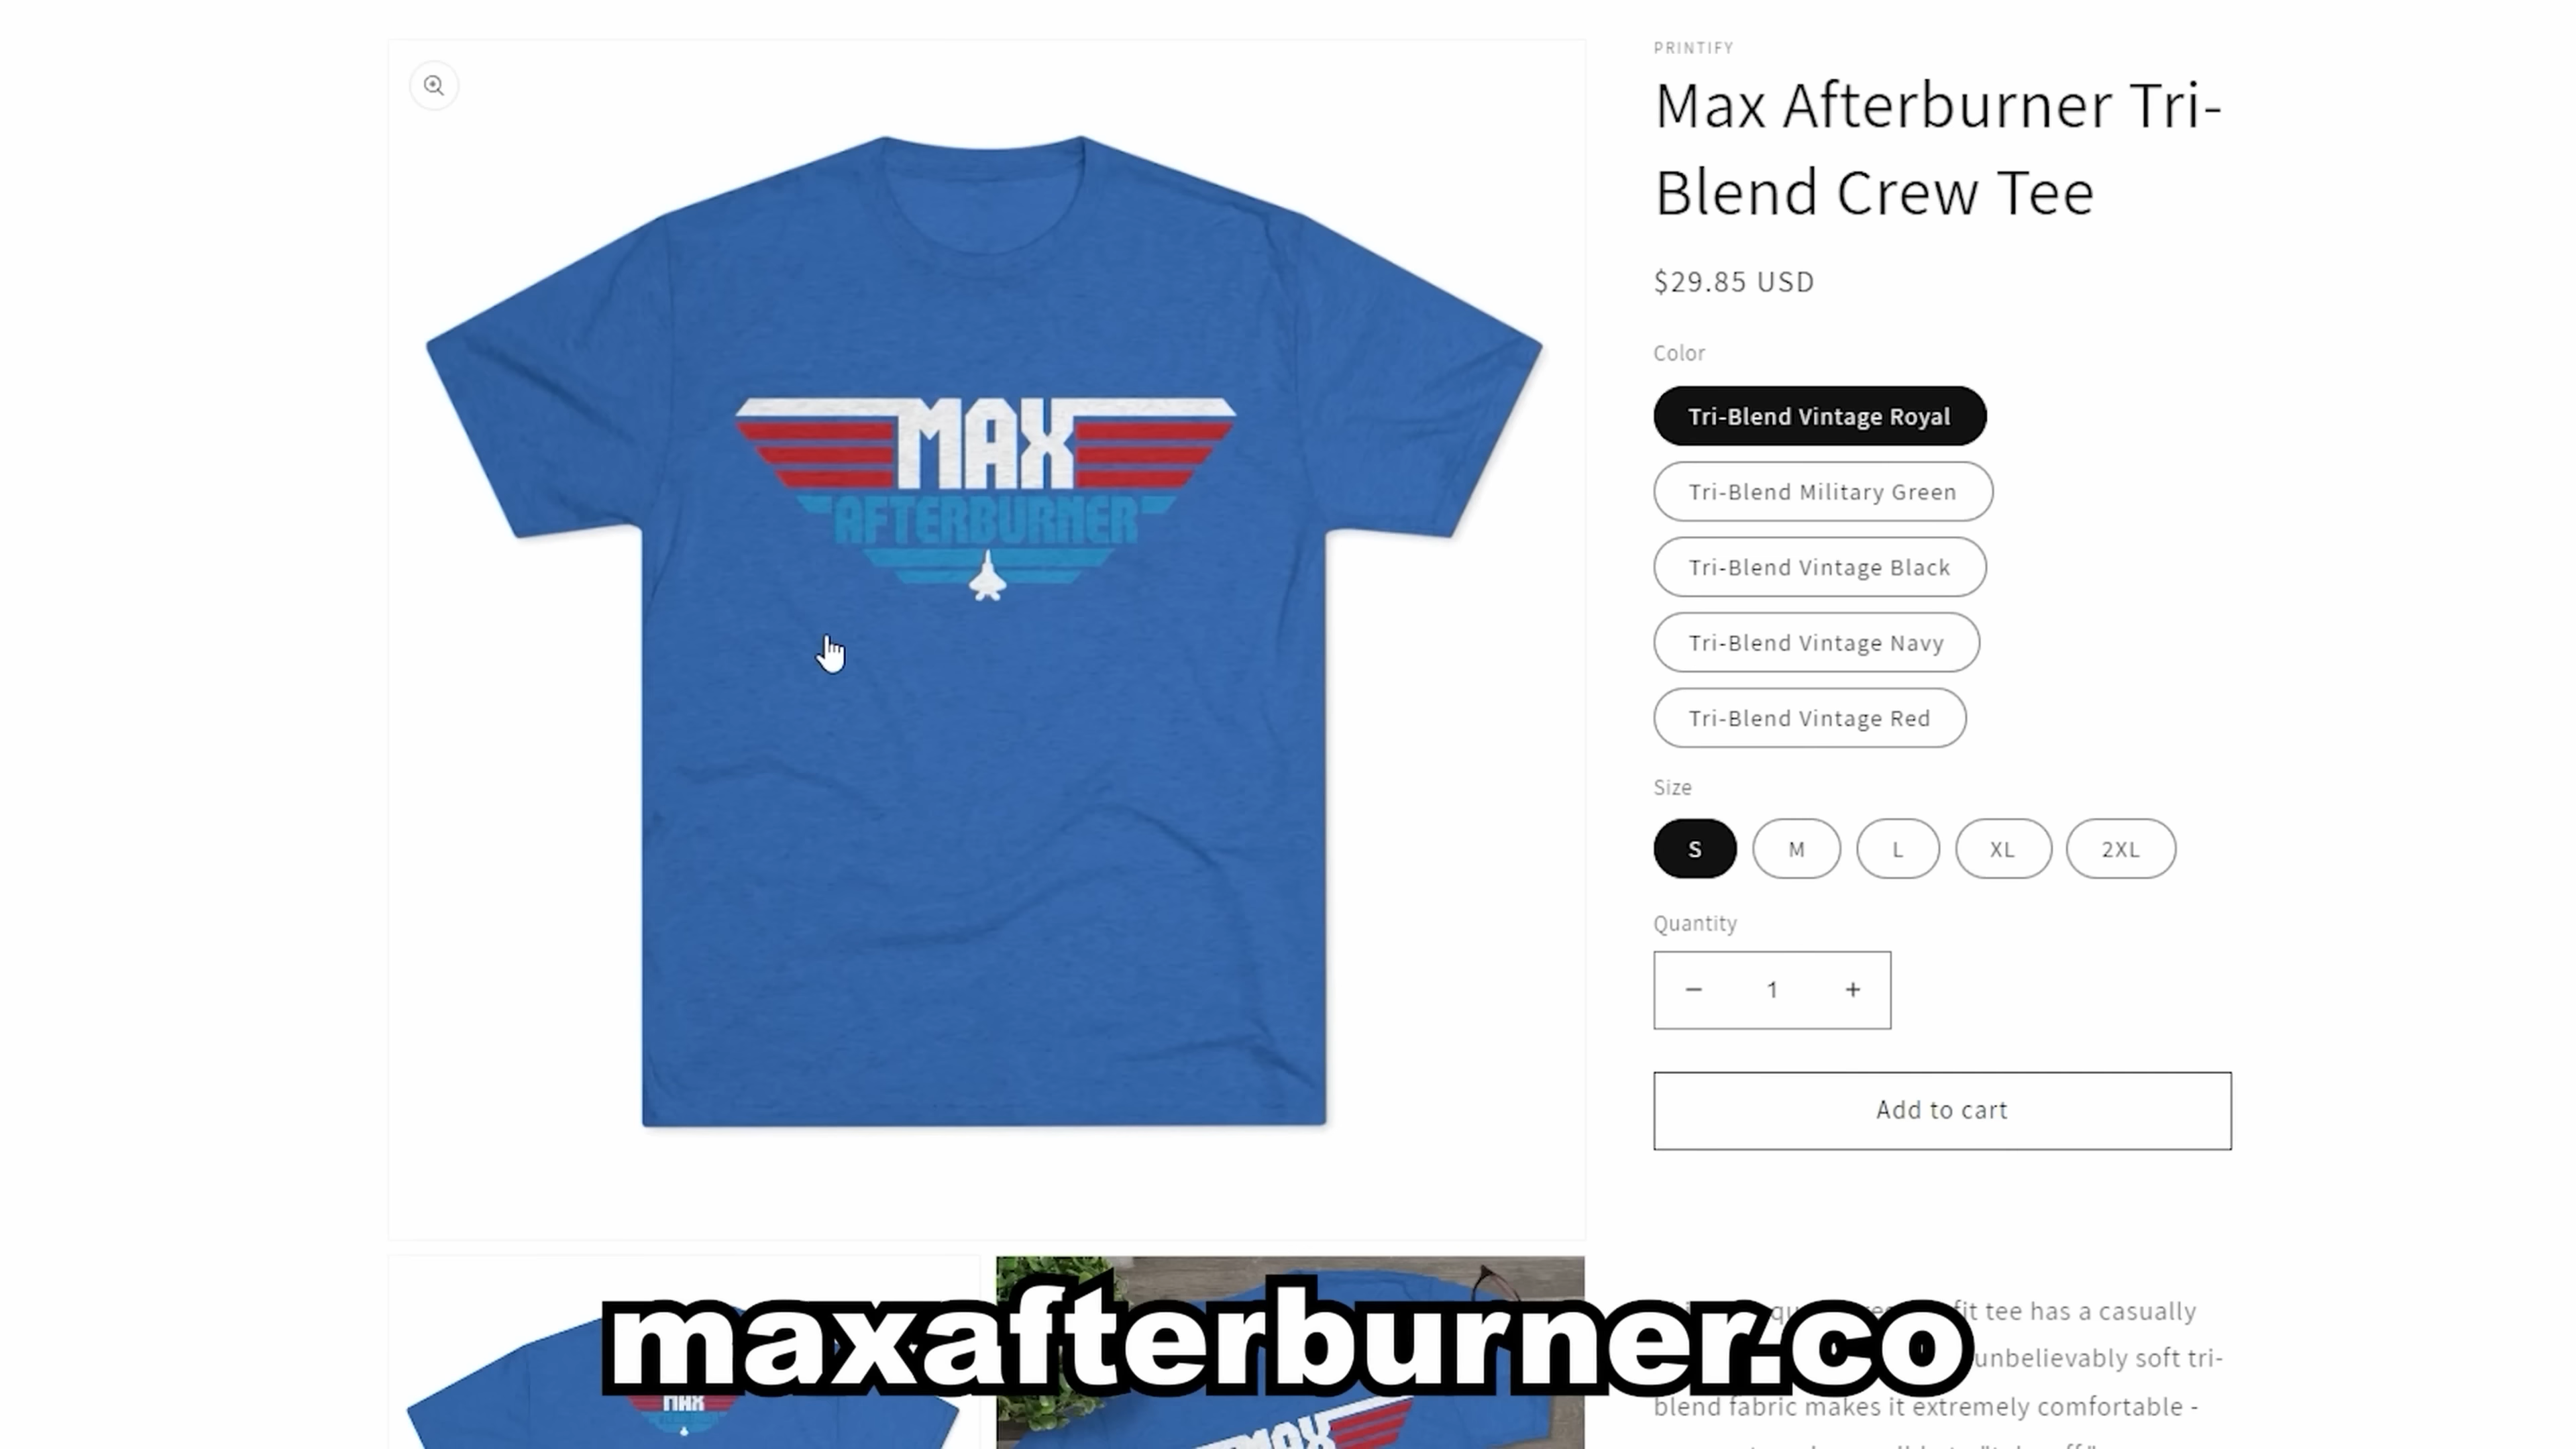 PRINTIFY
Max Afterburner Tri-
Blend Crew Tee
$29.85 USD
Color
Tri-Blend Vintage Royal
Tri-Blend Military Green
Tri-Blend Vintage Black
Tri-Blend Vintage Navy
Tri-Blend Vintage Red
Size
S M L XL 2XL
Quantity
− 1 +
Add to cart
MAX
AFTERBURNER
fit tee has a casually
unbelievably soft tri-
blend fabric makes it extremely comfortable -
maxafterburner.co
MAX
MAX